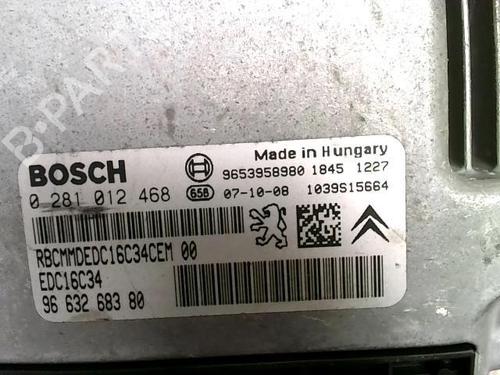 BOSCH
Made in Hungary
9653958980 1845 1227
0 281 012 468
658 07-10-08 1039S15664
RBCMMDEDC16C34CEM 00
EDC16C34
96 632 683 80
B-PARTS